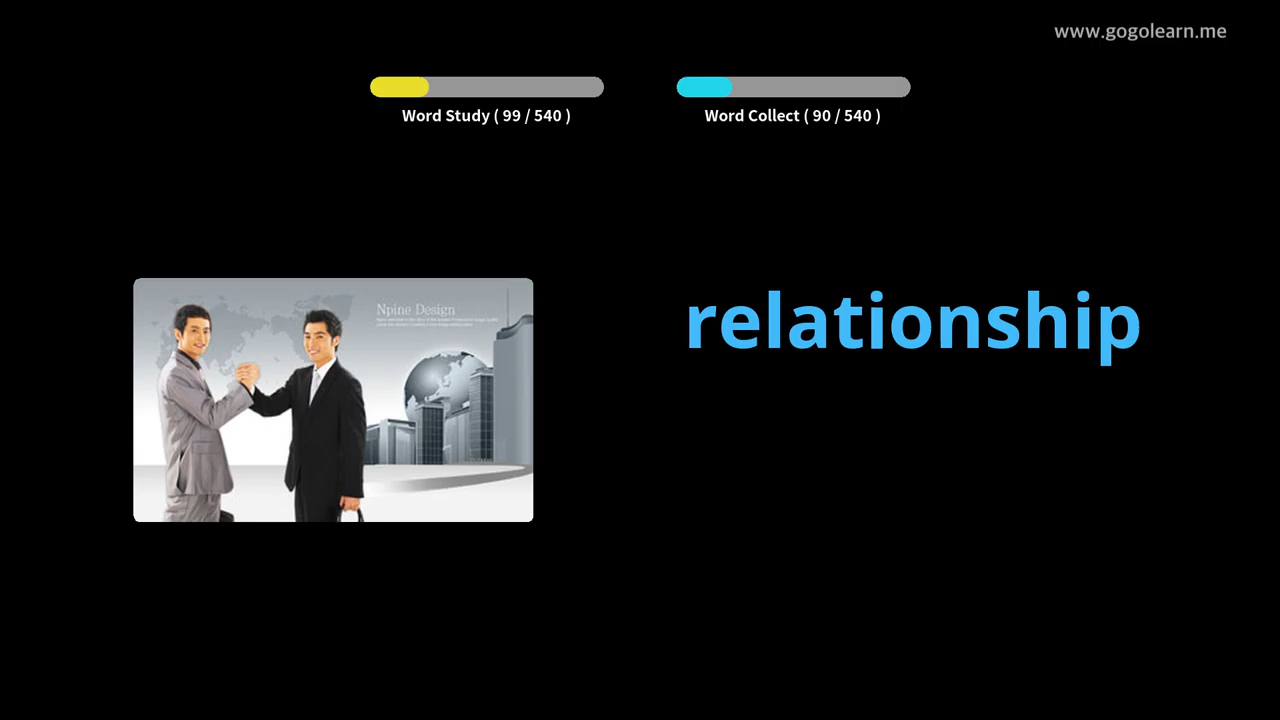 www.gogolearn.me
Word Study ( 99 / 540 )
Word Collect ( 90 / 540 )
Npine Design
relationship